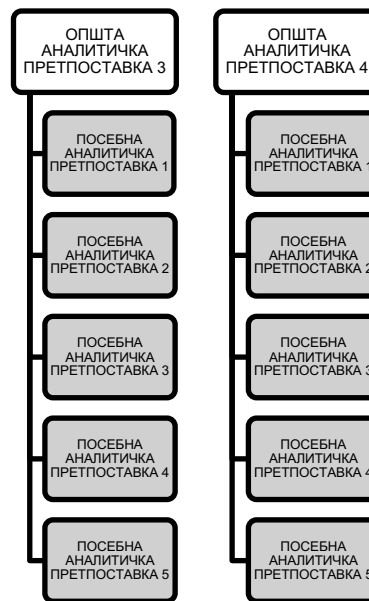 ОПШТА
АНАЛИТИЧКА
ПРЕТПОСТАВКА 3
ПОСЕБНА
АНАЛИТИЧКА
ПРЕТПОСТАВКА 1
ПОСЕБНА
АНАЛИТИЧКА
ПРЕТПОСТАВКА 2
ПОСЕБНА
АНАЛИТИЧКА
ПРЕТПОСТАВКА 3
ПОСЕБНА
АНАЛИТИЧКА
ПРЕТПОСТАВКА 4
ПОСЕБНА
АНАЛИТИЧКА
ПРЕТПОСТАВКА 5
ОПШТА
АНАЛИТИЧКА
ПРЕТПОСТАВКА 4
ПОСЕБНА
АНАЛИТИЧКА
ПРЕТПОСТАВКА 1
ПОСЕБНА
АНАЛИТИЧКА
ПРЕТПОСТАВКА 2
ПОСЕБНА
АНАЛИТИЧКА
ПРЕТПОСТАВКА 3
ПОСЕБНА
АНАЛИТИЧКА
ПРЕТПОСТАВКА 4
ПОСЕБНА
АНАЛИТИЧКА
ПРЕТПОСТАВКА 5